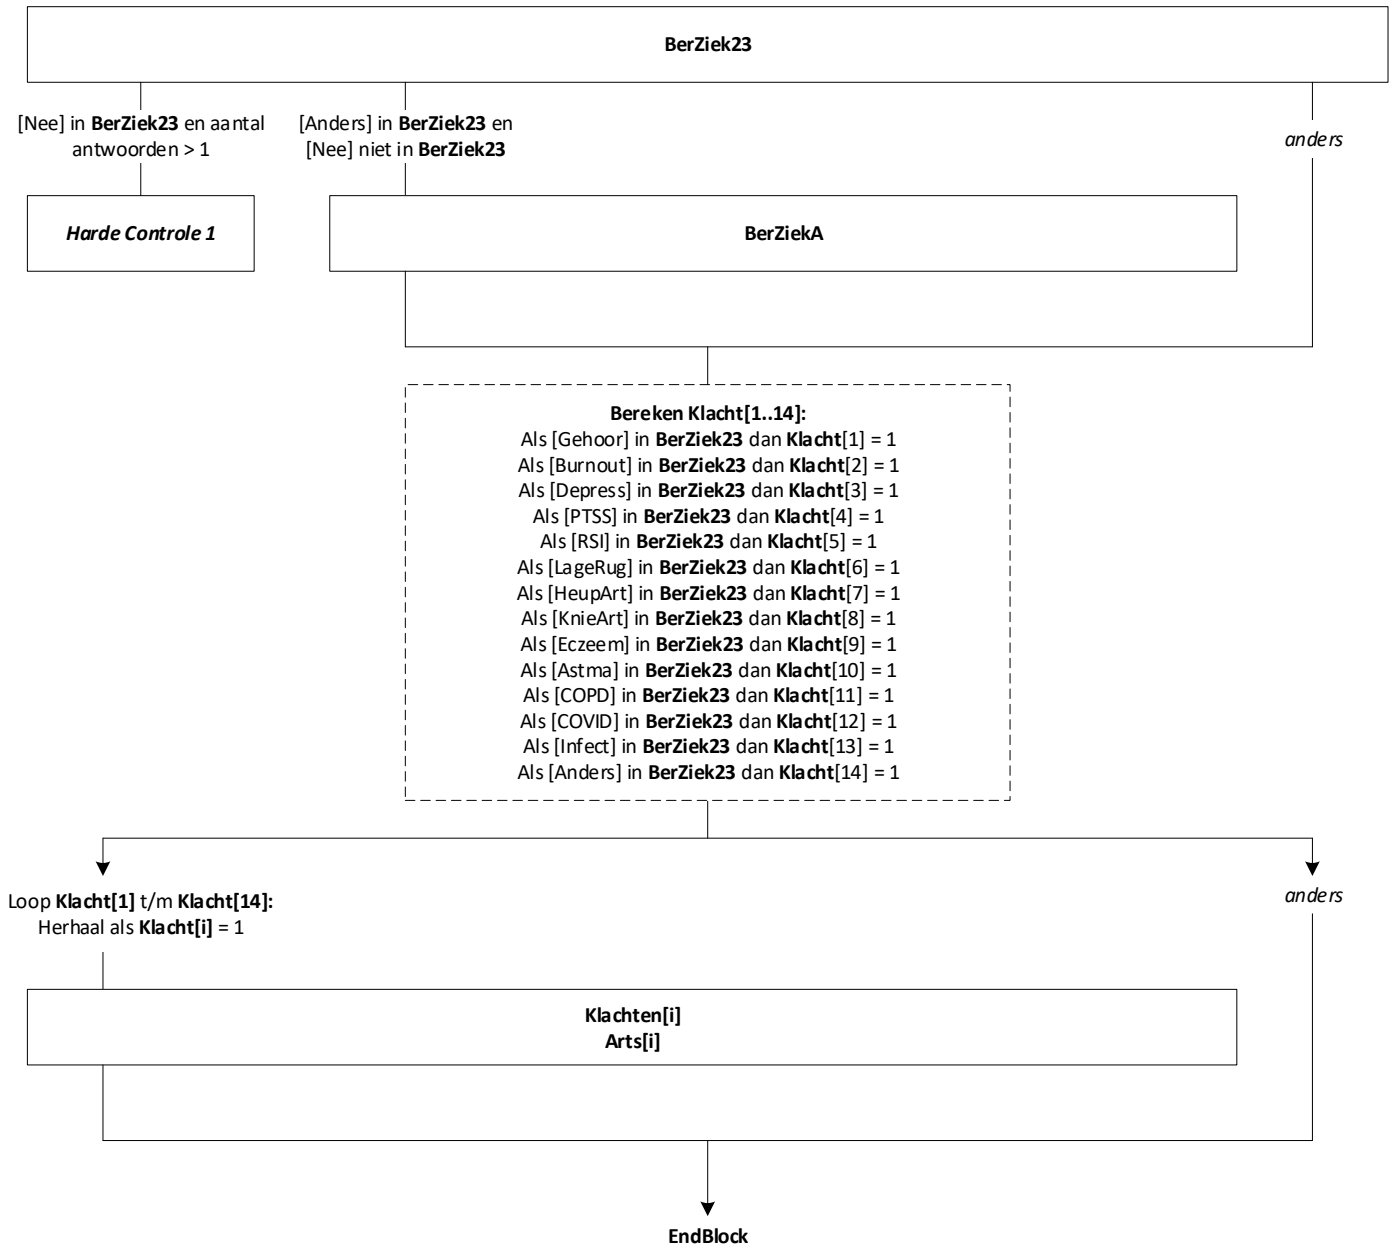 BerZiek23
[Nee] in BerZiek23 en aantal
antwoorden > 1
[Anders] in BerZiek23 en
[Nee] niet in BerZiek23
anders
Harde Controle 1
BerZiekA
Bereken Klacht[1..14]:
Als [Gehoor] in BerZiek23 dan Klacht[1] = 1
Als [Burnout] in BerZiek23 dan Klacht[2] = 1
Als [Depress] in BerZiek23 dan Klacht[3] = 1
Als [PTSS] in BerZiek23 dan Klacht[4] = 1
Als [RSI] in BerZiek23 dan Klacht[5] = 1
Als [LageRug] in BerZiek23 dan Klacht[6] = 1
Als [HeupArt] in BerZiek23 dan Klacht[7] = 1
Als [KnieArt] in BerZiek23 dan Klacht[8] = 1
Als [Eczeem] in BerZiek23 dan Klacht[9] = 1
Als [Astma] in BerZiek23 dan Klacht[10] = 1
Als [COPD] in BerZiek23 dan Klacht[11] = 1
Als [COVID] in BerZiek23 dan Klacht[12] = 1
Als [Infect] in BerZiek23 dan Klacht[13] = 1
Als [Anders] in BerZiek23 dan Klacht[14] = 1
Loop Klacht[1] t/m Klacht[14]:
Herhaal als Klacht[i] = 1
anders
Klachten[i]
Arts[i]
EndBlock